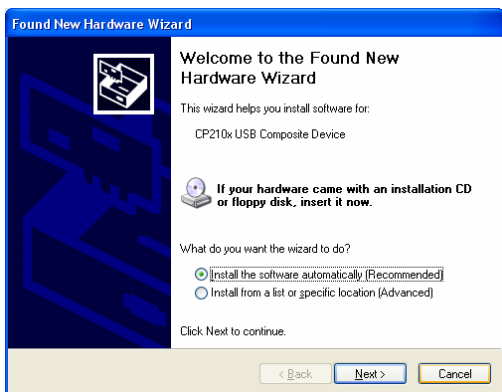 Found New Hardware Wizard
Welcome to the Found New
Hardware Wizard
This wizard helps you install software for:
CP210x USB Composite Device
If your hardware came with an installation CD
or floppy disk, insert it now.
What do you want the wizard to do?
Install the software automatically (Recommended)
Install from a list or specific location (Advanced)
Click Next to continue.
< Back Next > Cancel